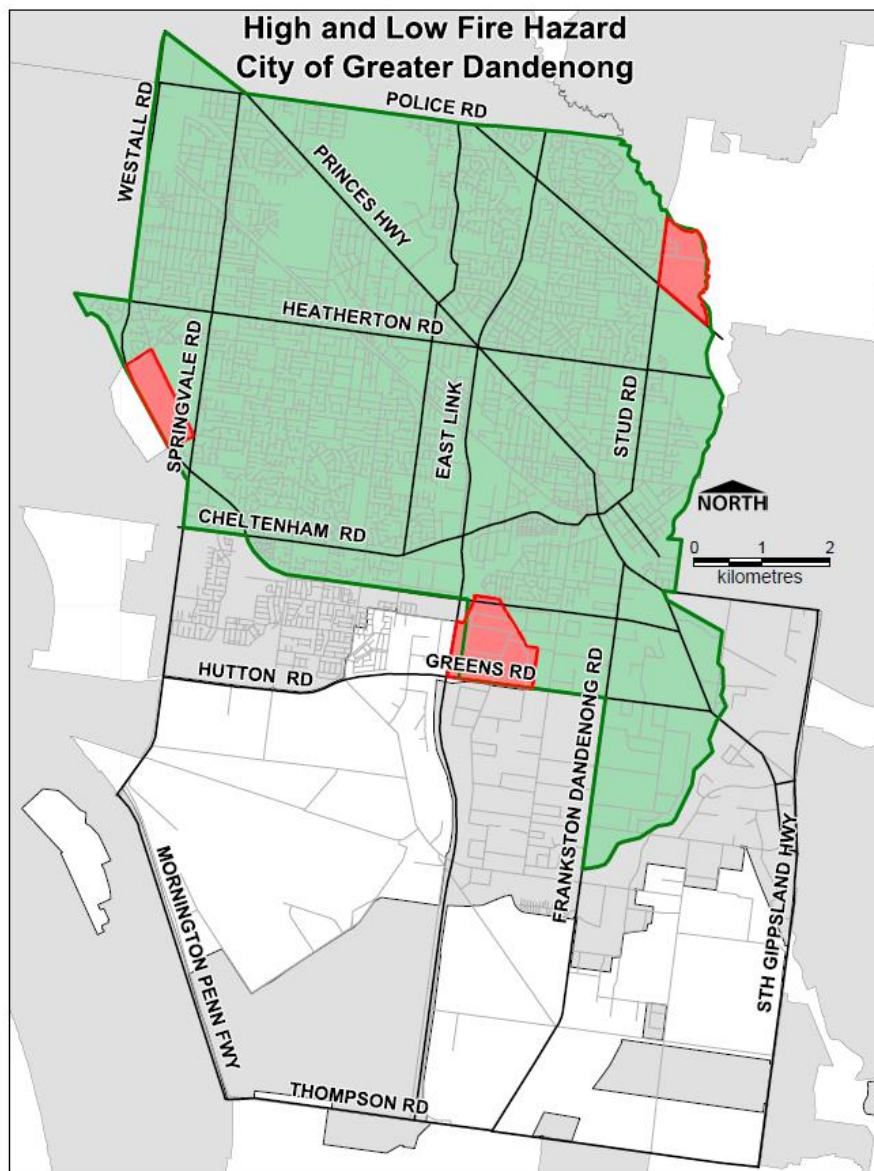 High and Low Fire Hazard
City of Greater Dandenong
POLICE RD
WESTALL RD
PRINCES HWY
HEATHERTON RD
SPRINGVALE RD
EAST LINK
STUD RD
NORTH
0 1 2
kilometres
CHELTENHAM RD
GREENS RD
HUTTON RD
FRANKSTON DANDENONG RD
MORNINGTON PENN FWY
STH GIPPSLAND HWY
THOMPSON RD